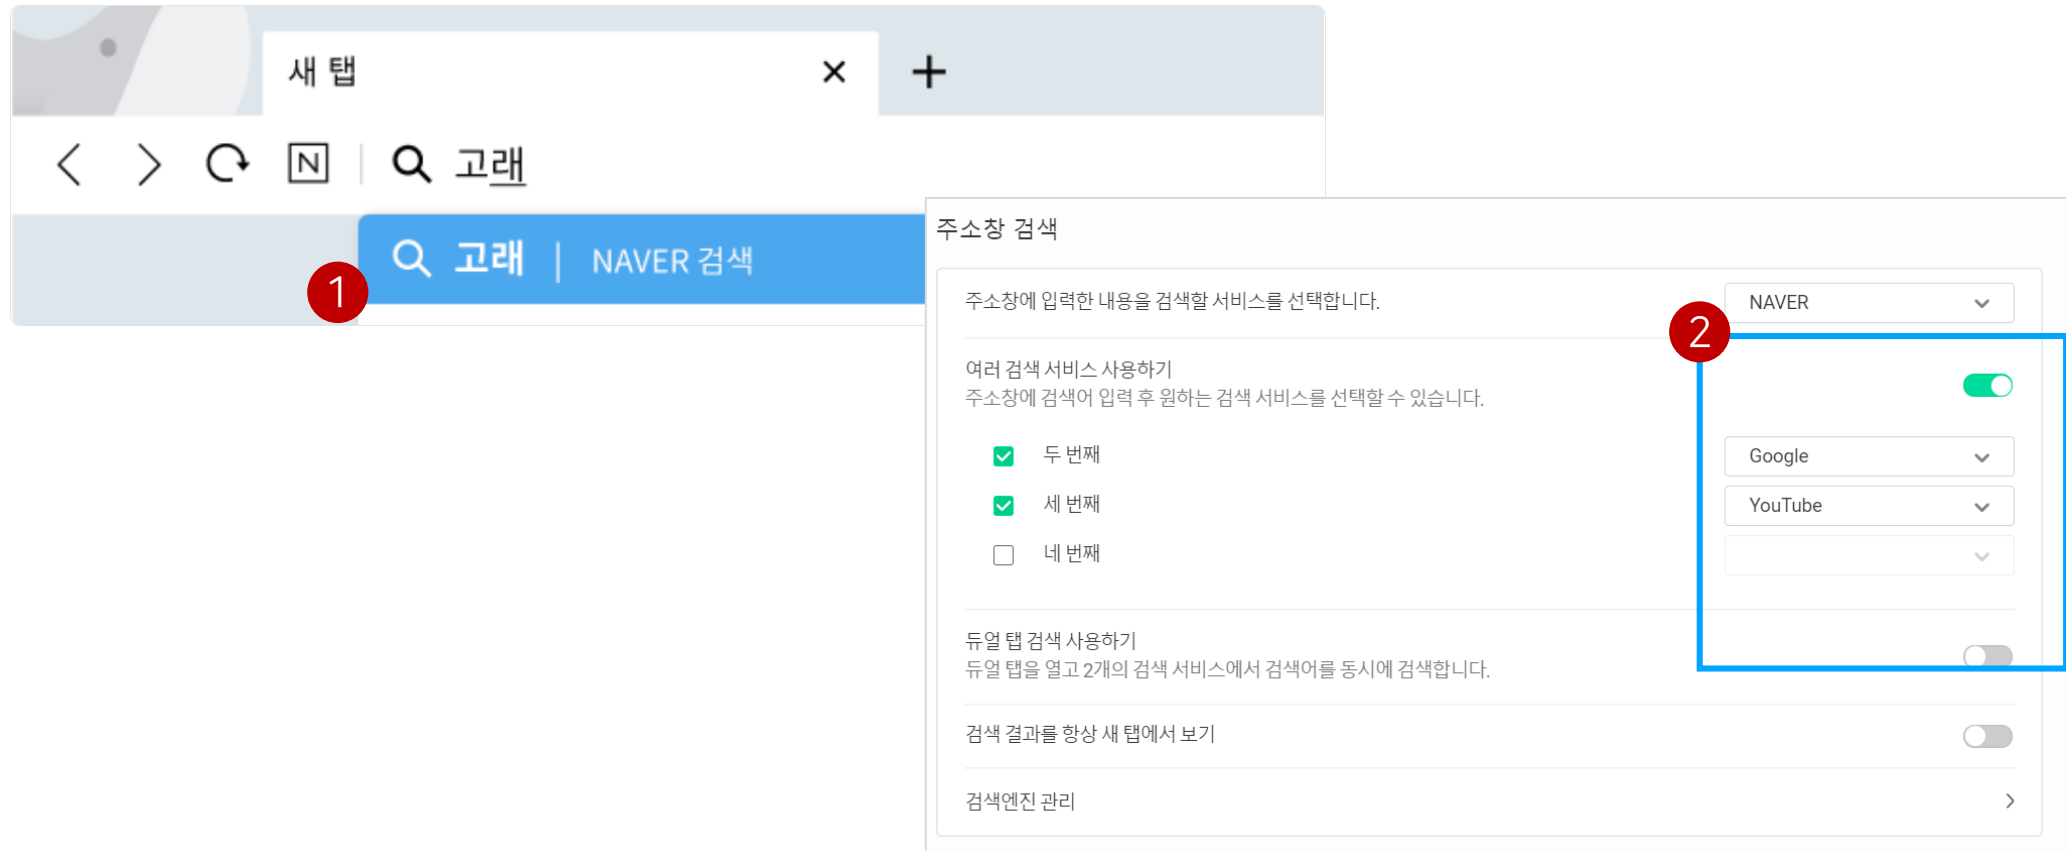 새 탭
N
고래
고래 | NAVER 검색
1
주소창 검색
주소창에 입력한 내용을 검색할 서비스를 선택합니다.
NAVER
2
여러 검색 서비스 사용하기
주소창에 검색어 입력 후 원하는 검색 서비스를 선택할 수 있습니다.
두 번째
Google
세 번째
YouTube
네 번째
듀얼 탭 검색 사용하기
듀얼 탭을 열고 2개의 검색 서비스에서 검색어를 동시에 검색합니다.
검색 결과를 항상 새 탭에서 보기
검색엔진 관리